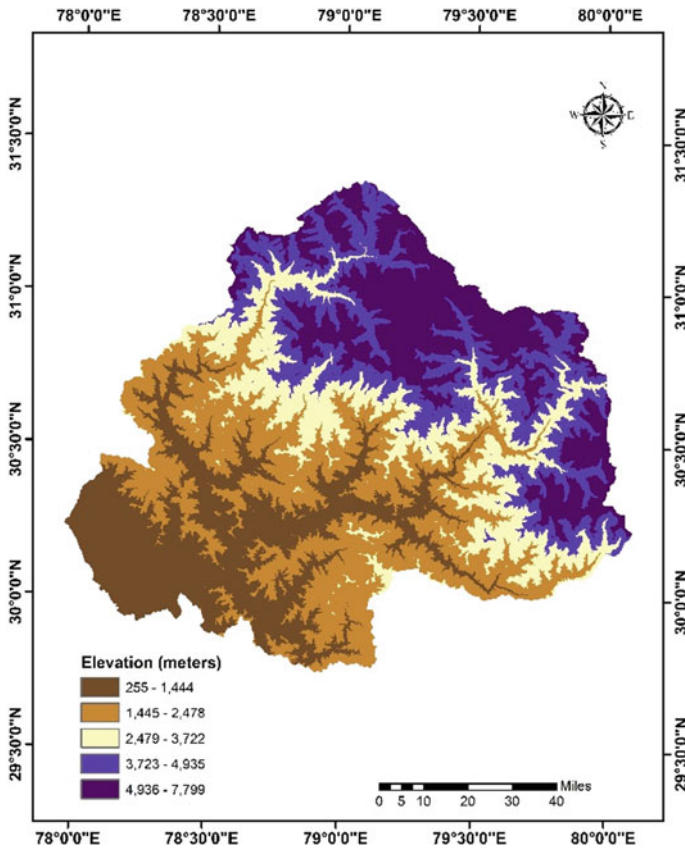 78°0'0"E 78°30'0"E 79°0'0"E 79°30'0"E 80°0'0"E
N
W E
S
31°30'0"N 31°30'0"N
31°0'0"N 31°0'0"N
30°30'0"N 30°30'0"N
30°0'0"N 30°0'0"N
29°30'0"N 29°30'0"N
Elevation (meters)
255 - 1,444
1,445 - 2,478
2,479 - 3,722
3,723 - 4,935
4,936 - 7,799
Miles
0 5 10 20 30 40
78°0'0"E 78°30'0"E 79°0'0"E 79°30'0"E 80°0'0"E